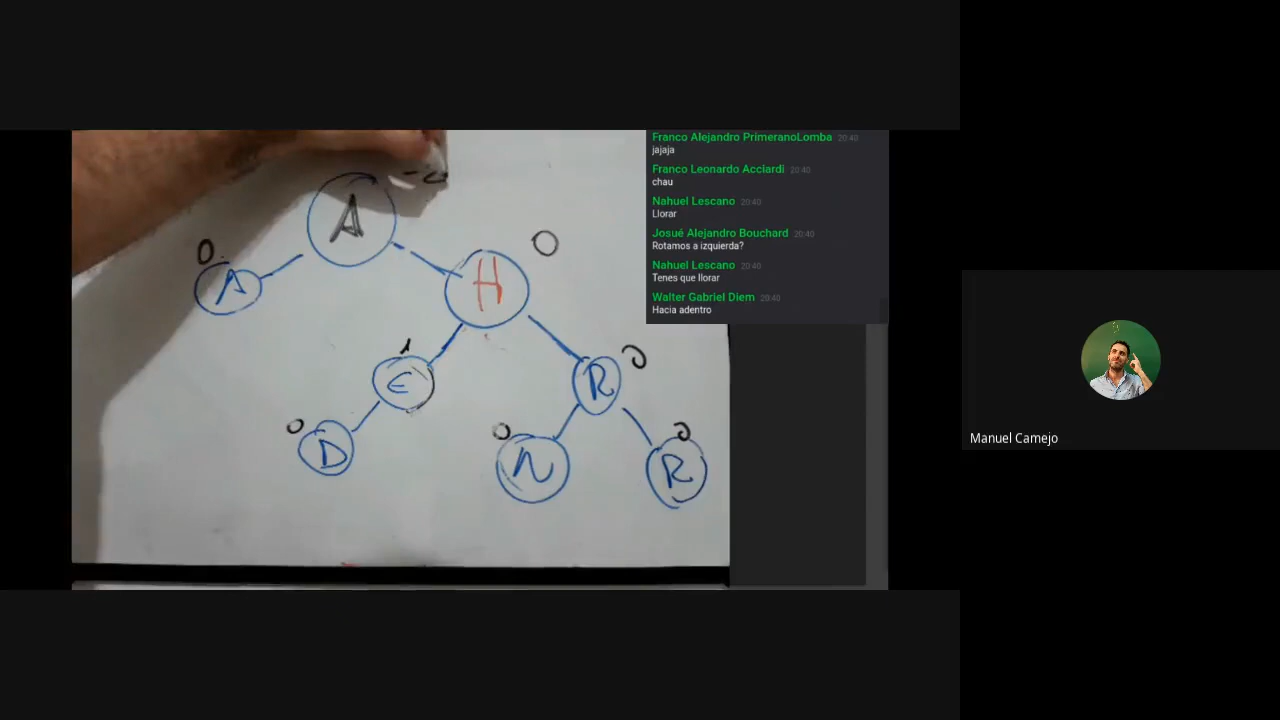 Franco Alejandro PrimeranoLomba 20:40
jajaja
Franco Leonardo Acciardi 20:40
chau
Nahuel Lescano 20:40
Llorar
Josué Alejandro Bouchard 20:40
Rotamos a izquierda?
Nahuel Lescano 20:40
Tenes que llorar
Walter Gabriel Diem 20:40
Hacia adentro
A
0 A
H 0
1 E
R 0
0 D
0 N
R 0
Manuel Camejo